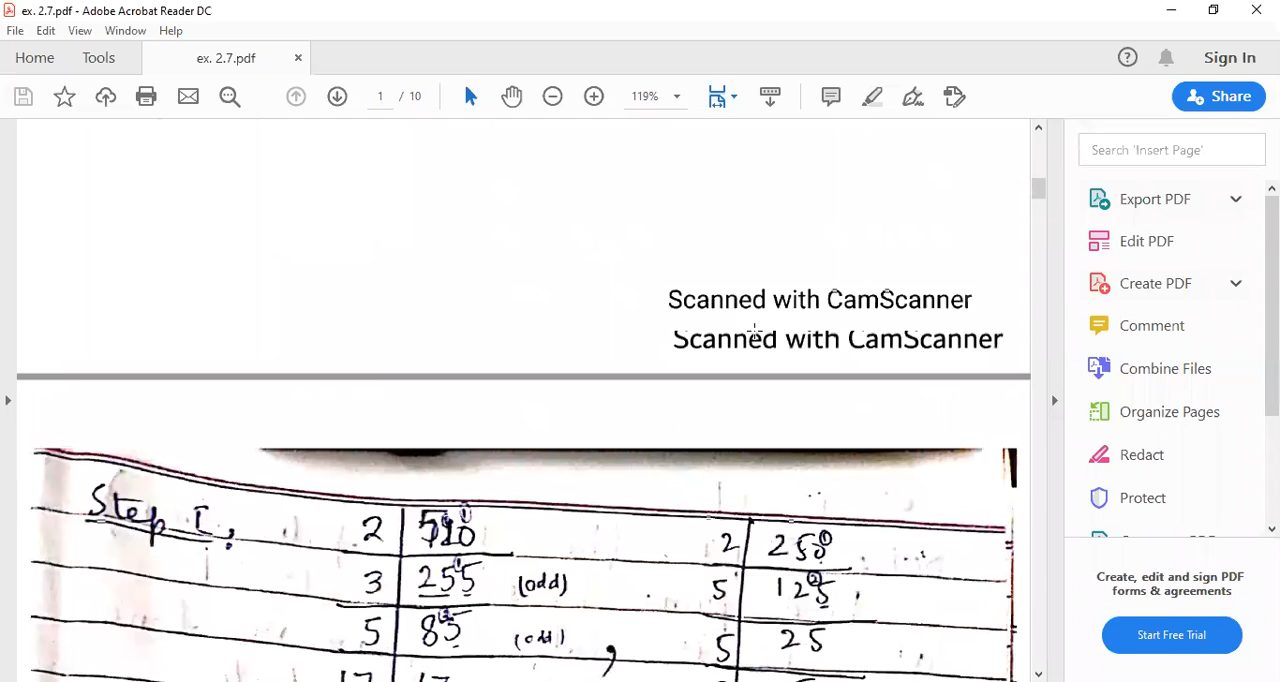 ex. 2.7.pdf - Adobe Acrobat Reader DC
File Edit View Window Help
Home Tools ex. 2.7.pdf × Sign In
1 / 10 119% Share
Search 'Insert Page'
Export PDF
Edit PDF
Create PDF
Comment
Combine Files
Organize Pages
Redact
Protect
Create, edit and sign PDF
forms & agreements
Start Free Trial
Scanned with CamScanner
Scanned with CamScanner
Step I:
2 510 2 250
3 255 (odd) 5 125
5 85 (odd) , 5 25
17 17